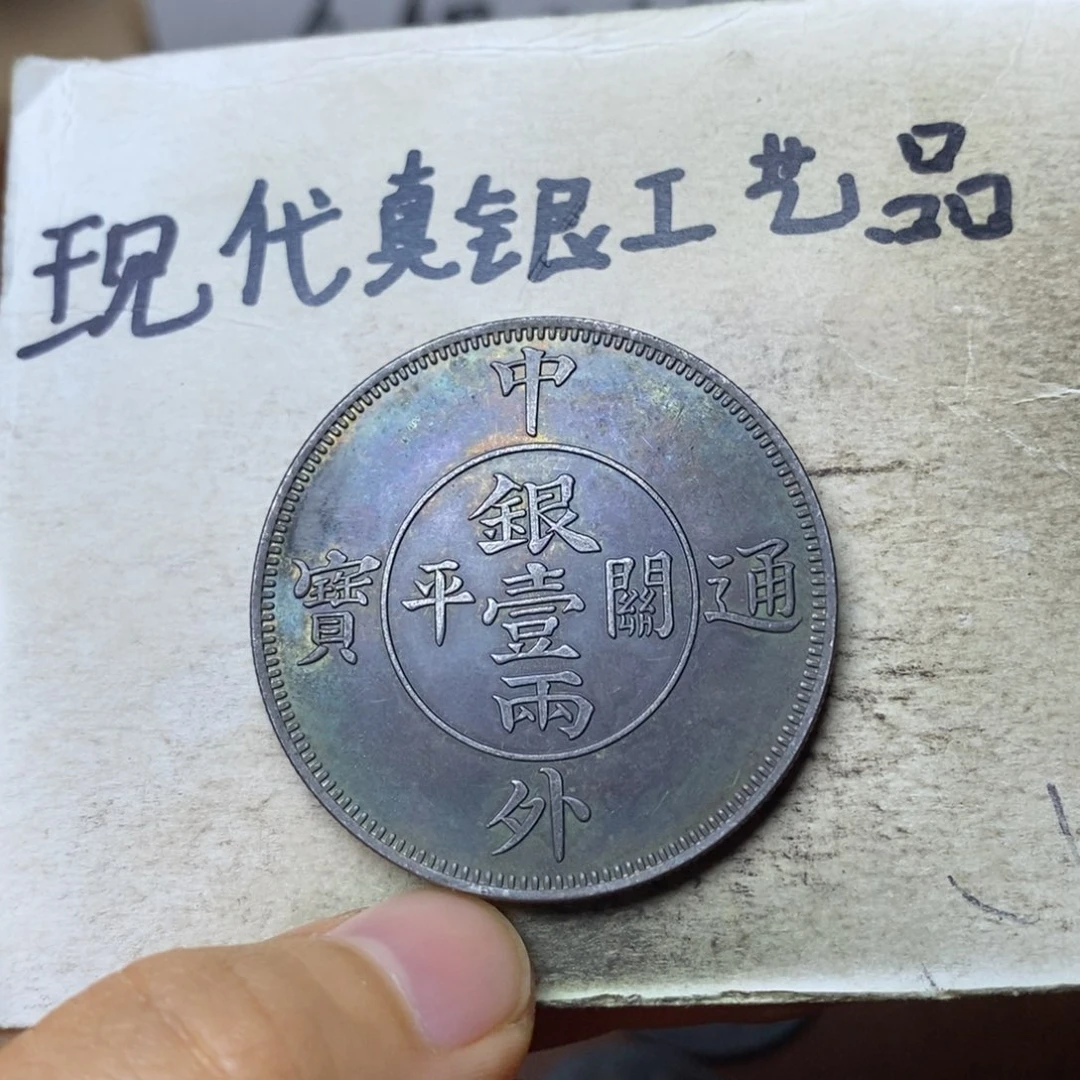 现代真银工艺品
中外通寶
關平銀壹兩